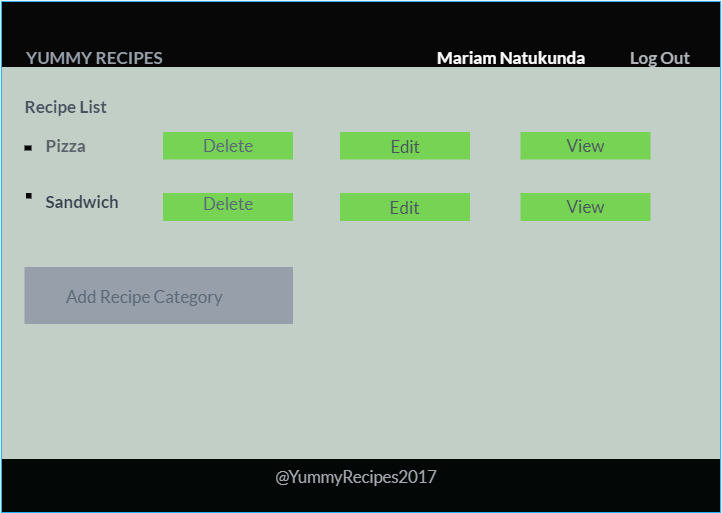 YUMMY RECIPES Mariam Natukunda Log Out
Recipe List
Pizza Delete Edit View
Sandwich Delete Edit View
Add Recipe Category
@YummyRecipes2017